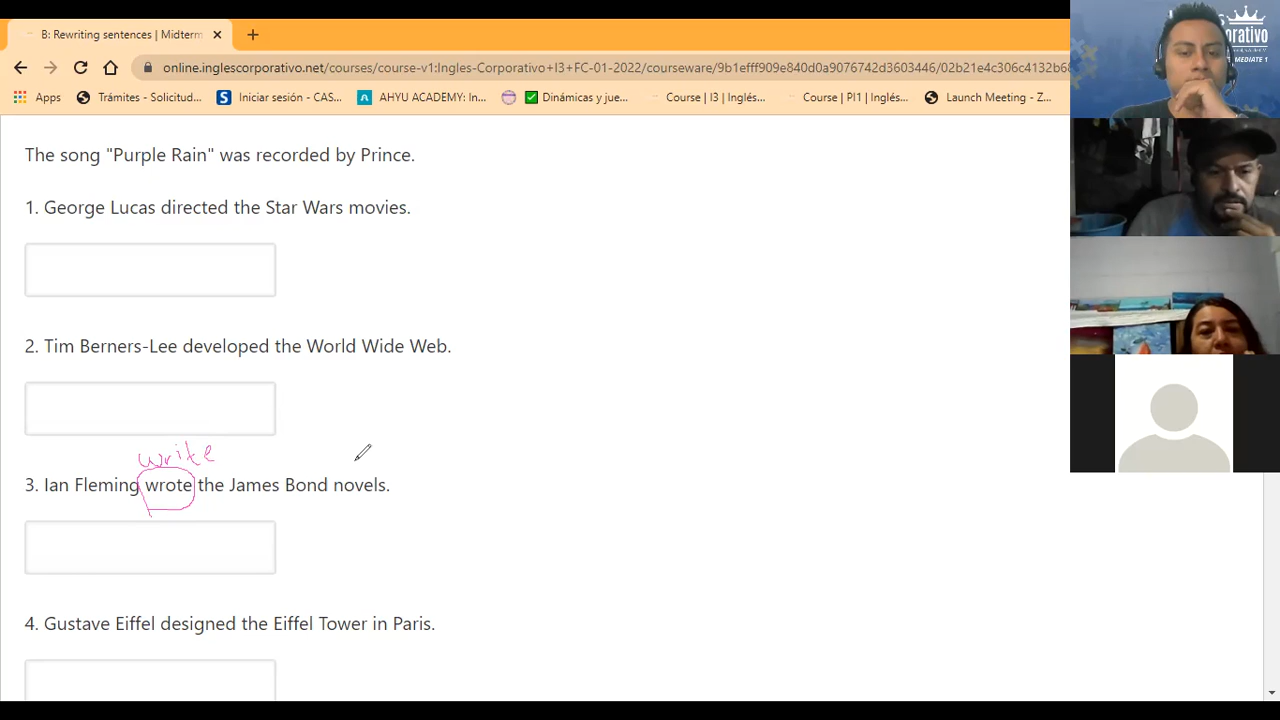 B: Rewriting sentences | Midterm
online.inglescorporativo.net/courses/course-v1:Ingles-Corporativo+I3+FC-01-2022/courseware/9b1efff909e840d0a9076742d3603446/02b21e4c306c4132b68
Apps Trámites - Solicitud... Iniciar sesión - CAS... AHYU ACADEMY: In... Dinámicas y jue... Course | I3 | Inglés... Course | PI1 | Inglés... Launch Meeting - Z...
orativo
MEDIATE 1
The song "Purple Rain" was recorded by Prince.
1. George Lucas directed the Star Wars movies.
2. Tim Berners-Lee developed the World Wide Web.
write
3. Ian Fleming wrote the James Bond novels.
4. Gustave Eiffel designed the Eiffel Tower in Paris.